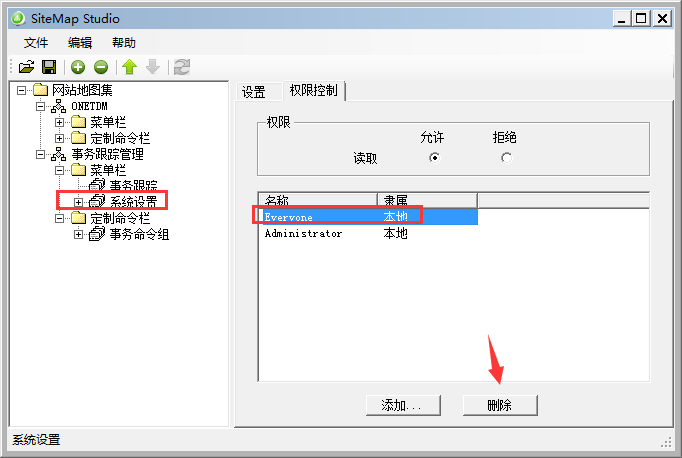 SiteMap Studio
文件 编辑 帮助
网站地图集
ONETDM
菜单栏
定制命令栏
事务跟踪管理
菜单栏
事务跟踪
系统设置
定制命令栏
事务命令组
设置 权限控制
权限
允许 拒绝
读取
名称 隶属
Everyone 本地
Administrator 本地
添加... 删除
系统设置